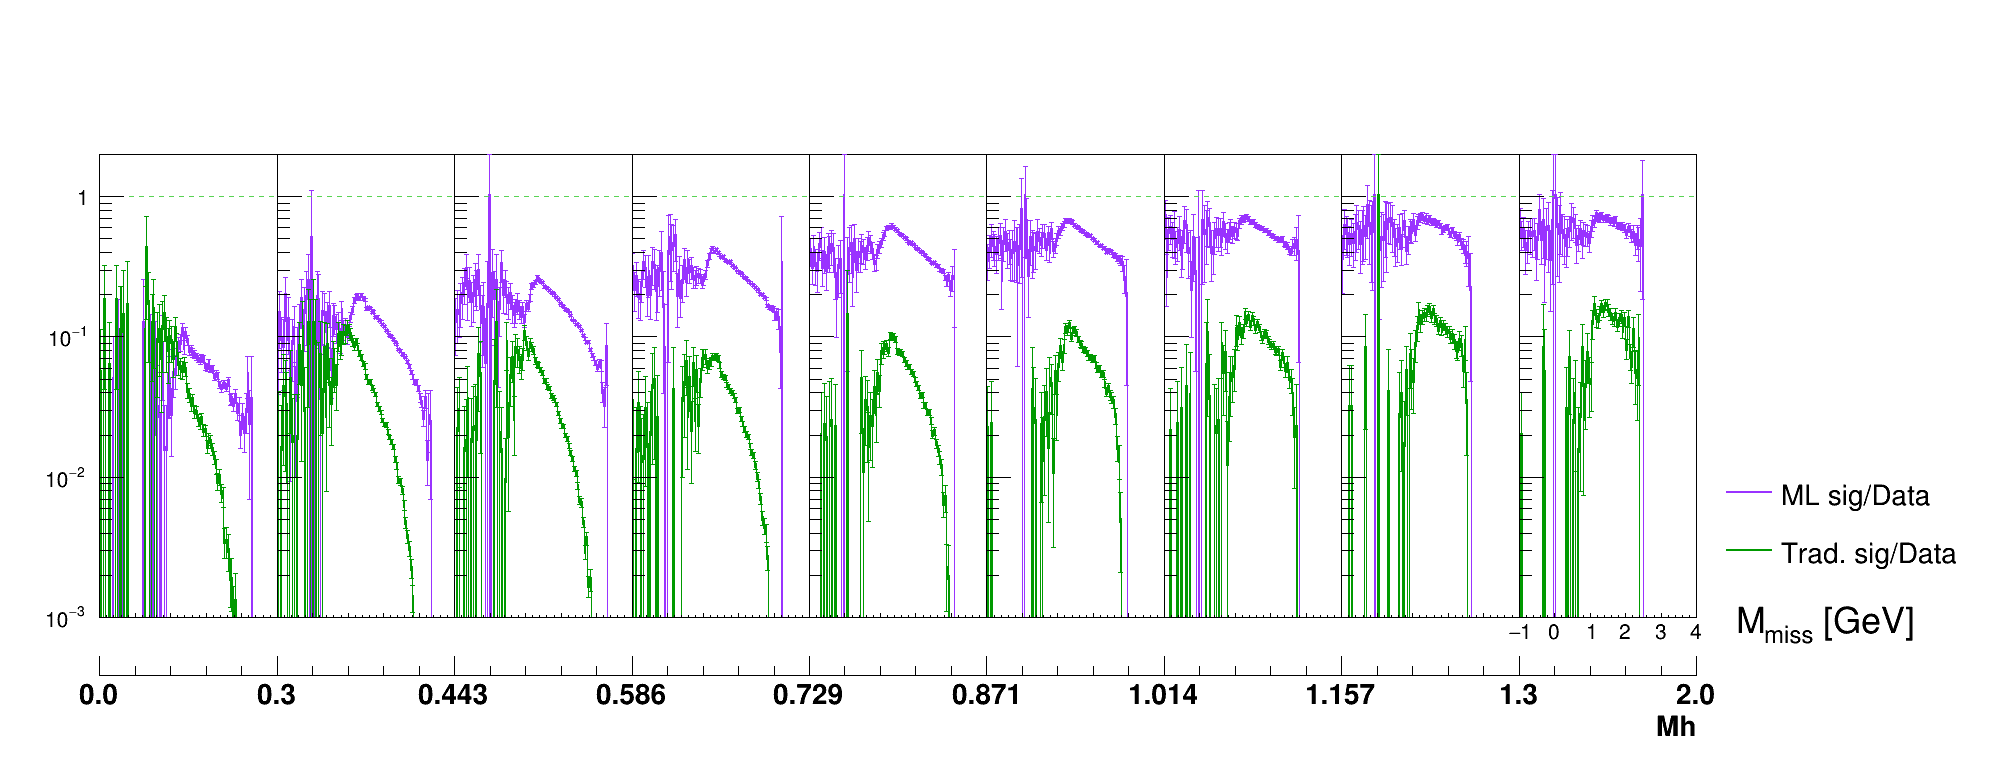 1
10−1
10−2
10−3
ML sig/Data
Trad. sig/Data
Mmiss [GeV]
−1 0 1 2 3 4
0.0 0.3 0.443 0.586 0.729 0.871 1.014 1.157 1.3 2.0
Mh